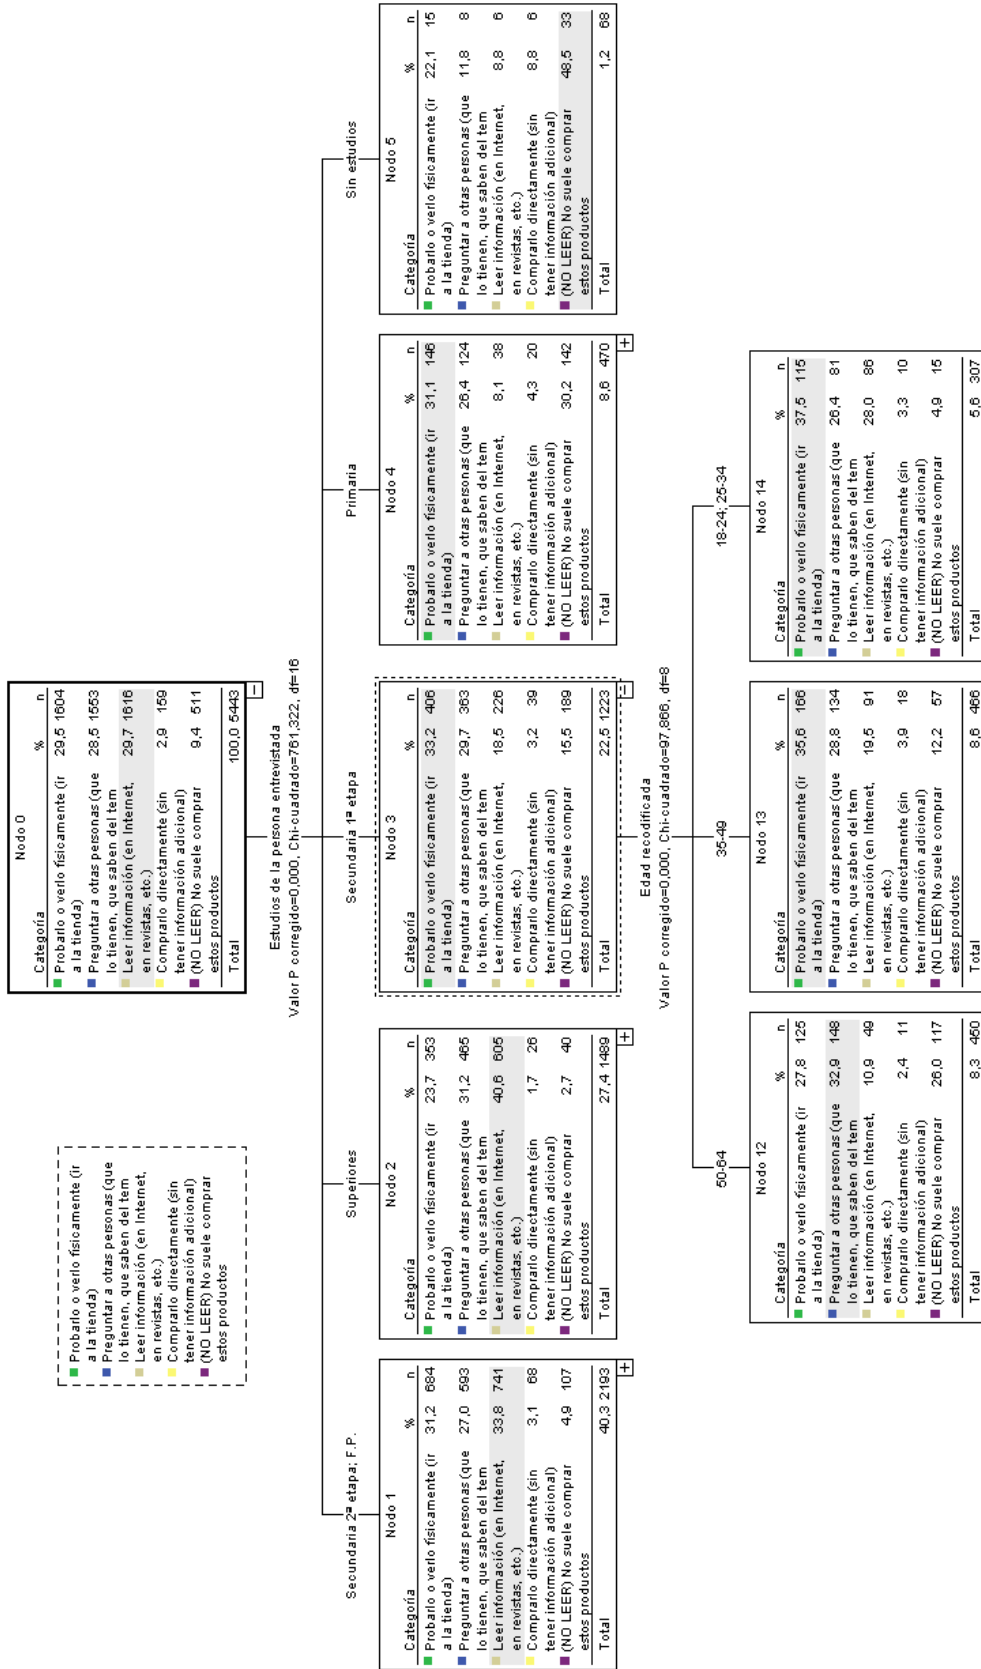 Probarlo o verlo físicamente (ir
a la tienda)
Preguntar a otras personas (que
lo tienen, que saben del tem
Leer información (en Internet,
en revistas, etc.)
Comprarlo directamente (sin
tener información adicional)
(NO LEER) No suele comprar
estos productos
Nodo 0
Categoría % n
Probarlo o verlo físicamente (ir 29,5 1604
a la tienda)
Preguntar a otras personas (que 28,5 1553
lo tienen, que saben del tem
Leer información (en Internet, 29,7 1616
en revistas, etc.)
Comprarlo directamente (sin 2,9 159
tener información adicional)
(NO LEER) No suele comprar 9,4 511
estos productos
Total 100,0 5443
Estudios de la persona entrevistada
Valor P corregido=0,000, Chi-cuadrado=761,322, df=16
Secundaria 2ª etapa; F.P.
Nodo 1
Categoría % n
Probarlo o verlo físicamente (ir 31,2 684
a la tienda)
Preguntar a otras personas (que 27,0 593
lo tienen, que saben del tem
Leer información (en Internet, 33,8 741
en revistas, etc.)
Comprarlo directamente (sin 3,1 68
tener información adicional)
(NO LEER) No suele comprar 4,9 107
estos productos
Total 40,3 2193
Superiores
Nodo 2
Categoría % n
Probarlo o verlo físicamente (ir 23,7 353
a la tienda)
Preguntar a otras personas (que 31,2 465
lo tienen, que saben del tem
Leer información (en Internet, 40,6 605
en revistas, etc.)
Comprarlo directamente (sin 1,7 26
tener información adicional)
(NO LEER) No suele comprar 2,7 40
estos productos
Total 27,4 1489
Secundaria 1ª etapa
Nodo 3
Categoría % n
Probarlo o verlo físicamente (ir 33,2 406
a la tienda)
Preguntar a otras personas (que 29,7 363
lo tienen, que saben del tem
Leer información (en Internet, 18,5 226
en revistas, etc.)
Comprarlo directamente (sin 3,2 39
tener información adicional)
(NO LEER) No suele comprar 15,5 189
estos productos
Total 22,5 1223
Primaria
Nodo 4
Categoría % n
Probarlo o verlo físicamente (ir 31,1 146
a la tienda)
Preguntar a otras personas (que 26,4 124
lo tienen, que saben del tem
Leer información (en Internet, 8,1 38
en revistas, etc.)
Comprarlo directamente (sin 4,3 20
tener información adicional)
(NO LEER) No suele comprar 30,2 142
estos productos
Total 8,6 470
Sin estudios
Nodo 5
Categoría % n
Probarlo o verlo físicamente (ir 22,1 15
a la tienda)
Preguntar a otras personas (que 11,8 8
lo tienen, que saben del tem
Leer información (en Internet, 8,8 6
en revistas, etc.)
Comprarlo directamente (sin 8,8 6
tener información adicional)
(NO LEER) No suele comprar 48,5 33
estos productos
Total 1,2 68
Edad recodificada
Valor P corregido=0,000, Chi-cuadrado=97,866, df=8
50-64
Nodo 12
Categoría % n
Probarlo o verlo físicamente (ir 27,8 125
a la tienda)
Preguntar a otras personas (que 32,9 148
lo tienen, que saben del tem
Leer información (en Internet, 10,9 49
en revistas, etc.)
Comprarlo directamente (sin 2,4 11
tener información adicional)
(NO LEER) No suele comprar 26,0 117
estos productos
Total 8,3 450
35-49
Nodo 13
Categoría % n
Probarlo o verlo físicamente (ir 35,6 166
a la tienda)
Preguntar a otras personas (que 28,8 134
lo tienen, que saben del tem
Leer información (en Internet, 19,5 91
en revistas, etc.)
Comprarlo directamente (sin 3,9 18
tener información adicional)
(NO LEER) No suele comprar 12,2 57
estos productos
Total 8,6 466
18-24; 25-34
Nodo 14
Categoría % n
Probarlo o verlo físicamente (ir 37,5 115
a la tienda)
Preguntar a otras personas (que 26,4 81
lo tienen, que saben del tem
Leer información (en Internet, 28,0 86
en revistas, etc.)
Comprarlo directamente (sin 3,3 10
tener información adicional)
(NO LEER) No suele comprar 4,9 15
estos productos
Total 5,6 307